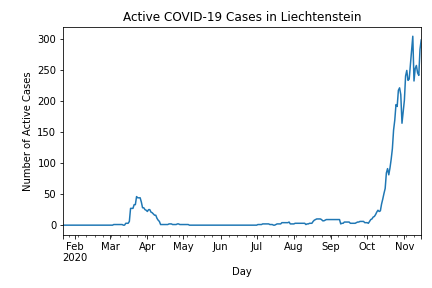 Active COVID-19 Cases in Liechtenstein
300
250
200
150
100
50
0
Number of Active Cases
Feb Mar Apr May Jun Jul Aug Sep Oct Nov
2020
Day